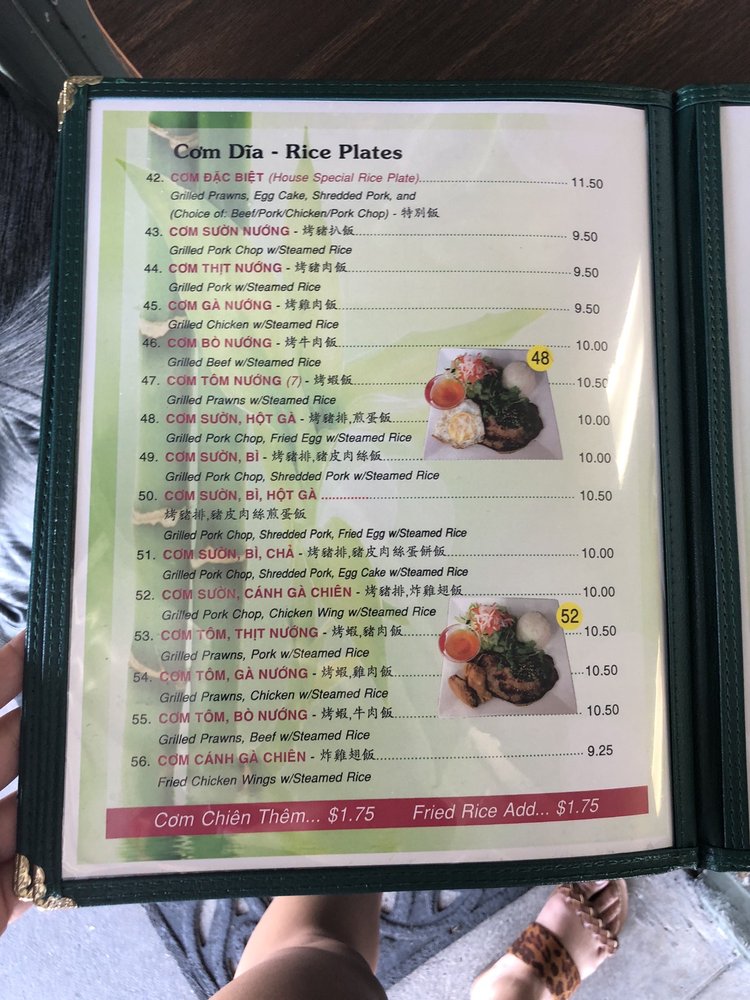 Cơm Dĩa - Rice Plates
42. CƠM ĐẶC BIỆT (House Special Rice Plate) 11.50
Grilled Prawns, Egg Cake, Shredded Pork, and
(Choice of: Beef/Pork/Chicken/Pork Chop) - 特別飯
43. CƠM SƯỜN NƯỚNG - 烤豬扒飯 9.50
Grilled Pork Chop w/Steamed Rice
44. CƠM THỊT NƯỚNG - 烤豬肉飯 9.50
Grilled Pork w/Steamed Rice
45. CƠM GÀ NƯỚNG - 烤雞肉飯 9.50
Grilled Chicken w/Steamed Rice
46. CƠM BÒ NƯỚNG - 烤牛肉飯 10.00
Grilled Beef w/Steamed Rice
47. CƠM TÔM NƯỚNG (7) - 烤蝦飯 10.50
Grilled Prawns w/Steamed Rice
48. CƠM SƯỜN, HỘT GÀ - 烤豬排,煎蛋飯 10.00
Grilled Pork Chop, Fried Egg w/Steamed Rice
49. CƠM SƯỜN, BÌ - 烤豬排,豬皮肉絲飯 10.00
Grilled Pork Chop, Shredded Pork w/Steamed Rice
50. CƠM SƯỜN, BÌ, HỘT GÀ 10.50
烤豬排,豬皮肉絲煎蛋飯
Grilled Pork Chop, Shredded Pork, Fried Egg w/Steamed Rice
51. CƠM SƯỜN, BÌ, CHẢ - 烤豬排,豬皮肉絲蛋餅飯 10.00
Grilled Pork Chop, Shredded Pork, Egg Cake w/Steamed Rice
52. CƠM SƯỜN, CÁNH GÀ CHIÊN - 烤豬排,炸雞翅飯 10.00
Grilled Pork Chop, Chicken Wing w/Steamed Rice
53. CƠM TÔM, THỊT NƯỚNG - 烤蝦,豬肉飯 10.50
Grilled Prawns, Pork w/Steamed Rice
54. CƠM TÔM, GÀ NƯỚNG - 烤蝦,雞肉飯 10.50
Grilled Prawns, Chicken w/Steamed Rice
55. CƠM TÔM, BÒ NƯỚNG - 烤蝦,牛肉飯 10.50
Grilled Prawns, Beef w/Steamed Rice
56. CƠM CÁNH GÀ CHIÊN - 炸雞翅飯 9.25
Fried Chicken Wings w/Steamed Rice
48
52
Cơm Chiên Thêm... $1.75 Fried Rice Add... $1.75